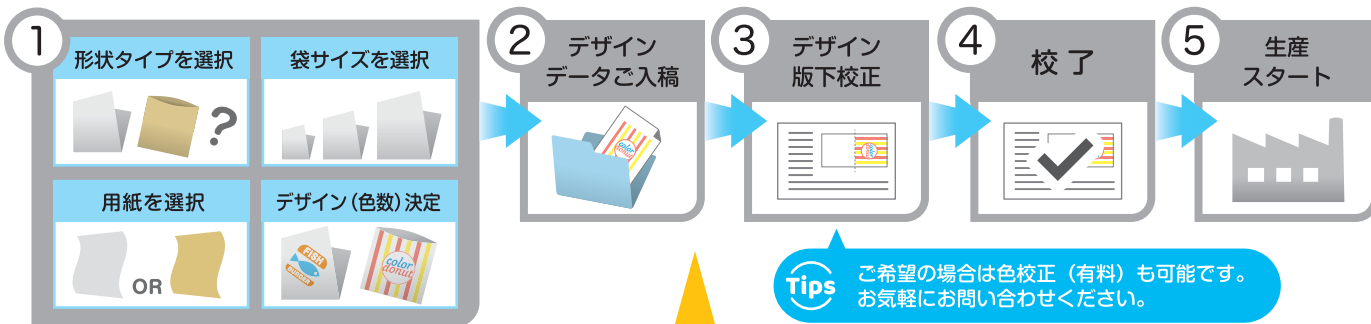 1
形状タイプを選択
袋サイズを選択
用紙を選択
OR
デザイン（色数）決定
FISH
BURGER
color
donut
2
デザイン
データご入稿
color
donut
3
デザイン
版下校正
4
校了
5
生産
スタート
Tips
ご希望の場合は色校正（有料）も可能です。
お気軽にお問い合わせください。